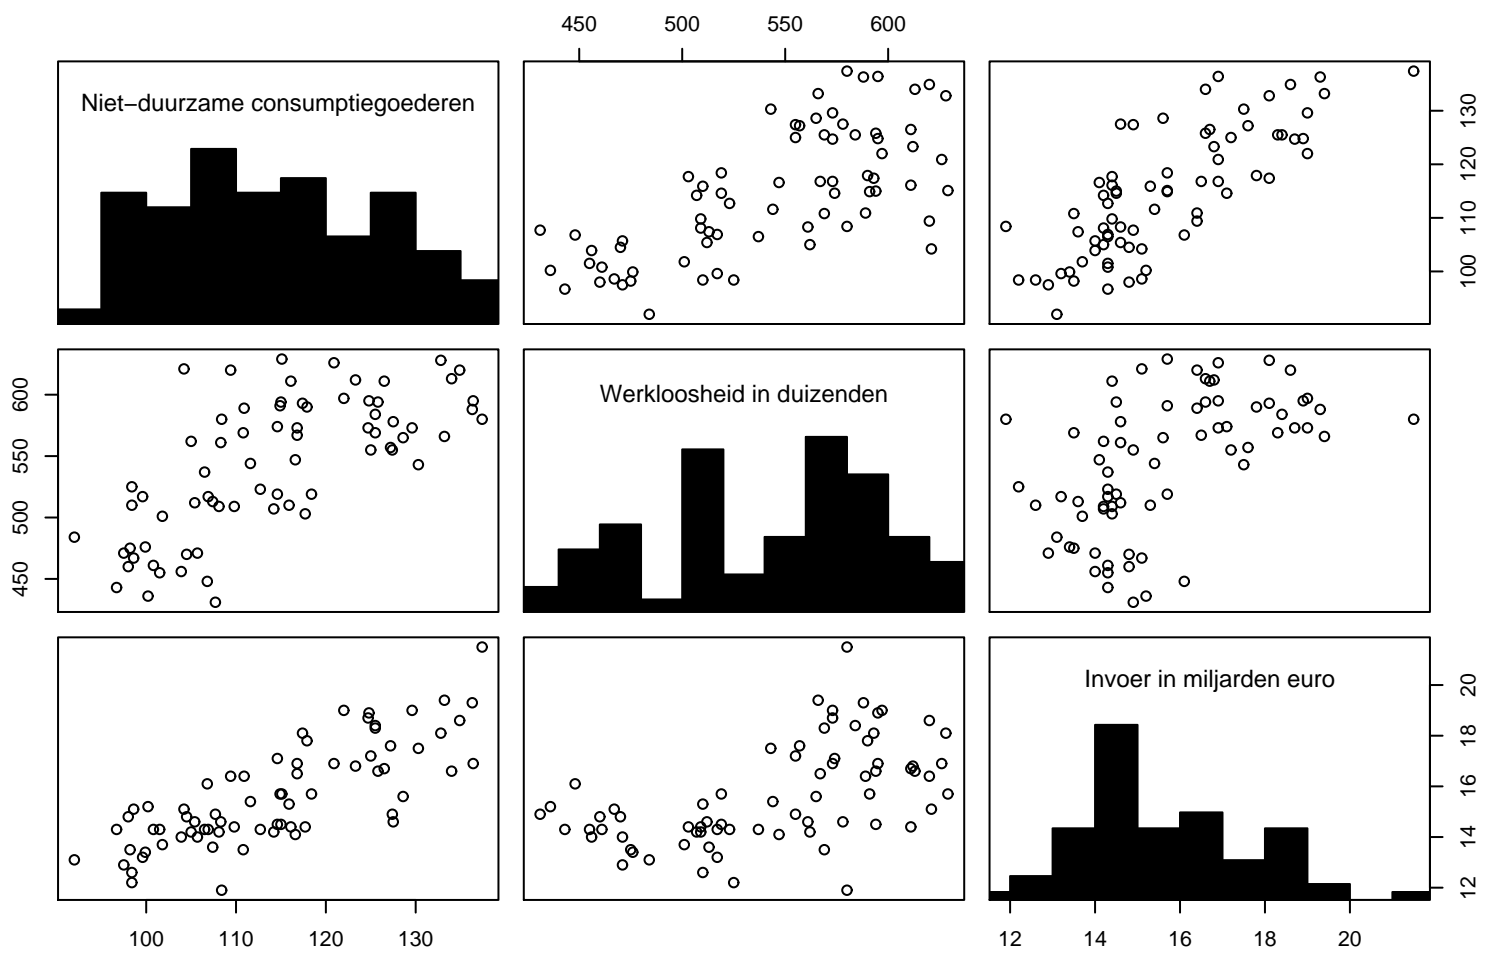 450 500 550 600
Niet−duurzame consumptiegoederen
100 110 120 130
450 500 550 600
Werkloosheid in duizenden
Invoer in miljarden euro
12 14 16 18 20
100 110 120 130
12 14 16 18 20